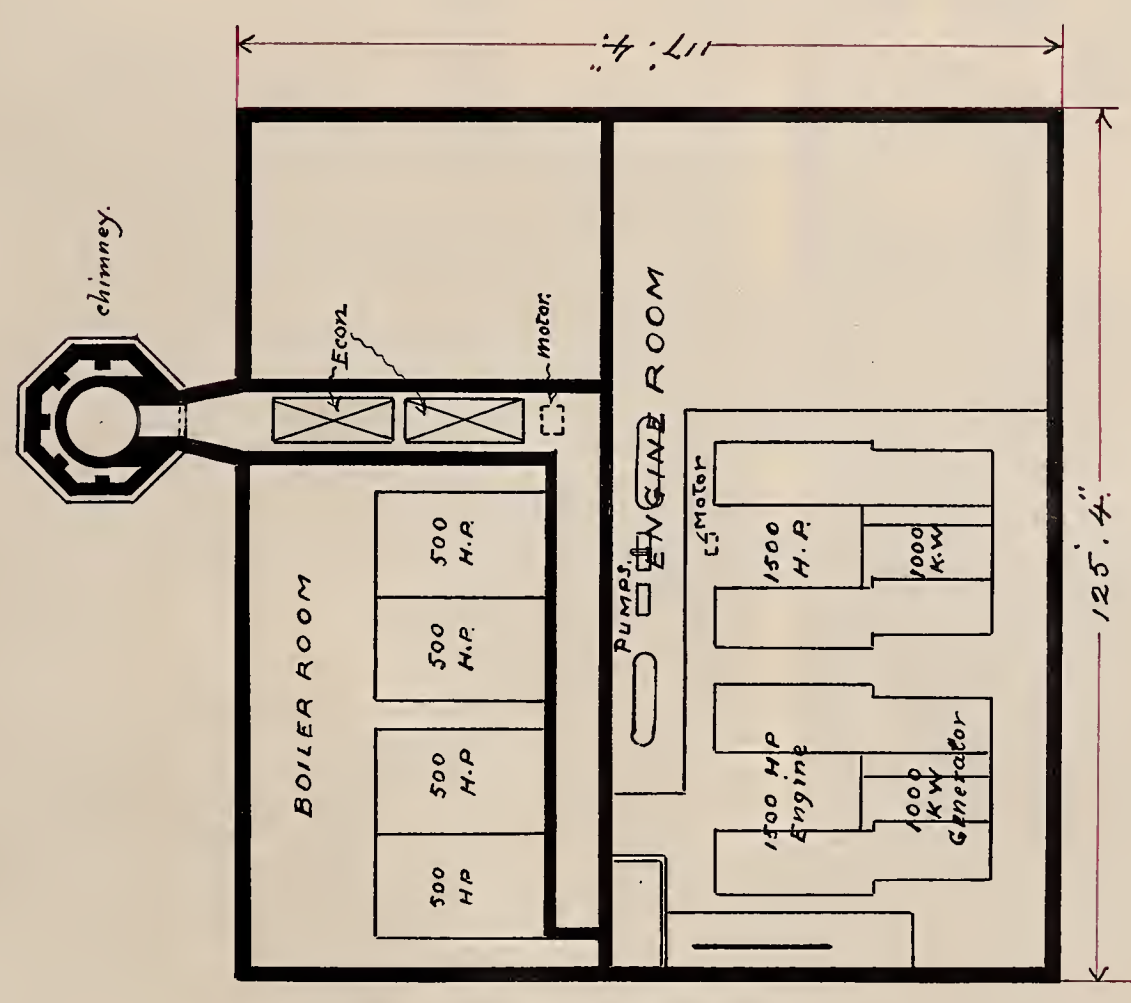 117'. 4."
chimney.
Econ
motor.
BOILER ROOM
500
H.P.
500
H.P.
500
H.P
500
HP
ENGINE ROOM
PUMPS.
Motor
1500
H.P.
1000
K.W
1500 H.P
Engine
1000
KW
Generator
125'. 4."